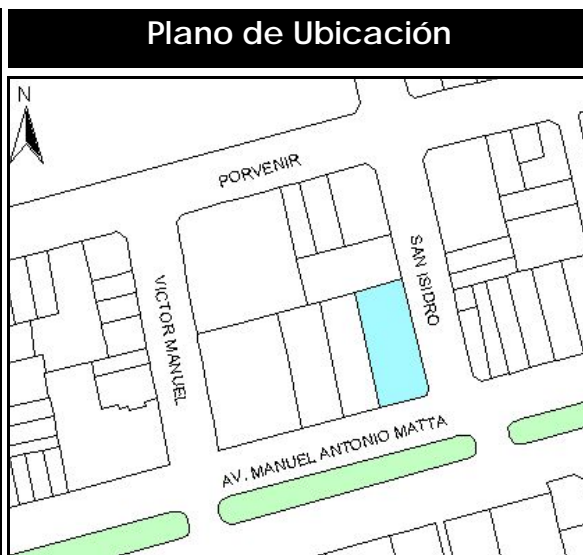 Plano de Ubicación
N
PORVENIR
SAN ISIDRO
VICTOR MANUEL
AV. MANUEL ANTONIO MATTA